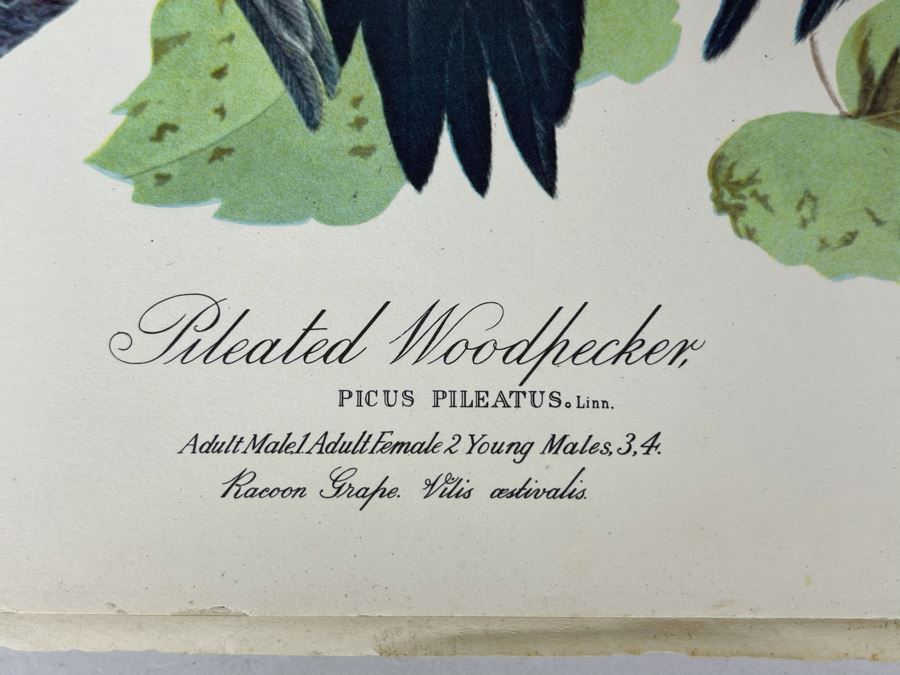 Pileated Woodpecker,
PICUS PILEATUS. Linn.
Adult Male.1. Adult Female 2 Young Males, 3, 4.
Racoon Grape. Vitis æstivalis.